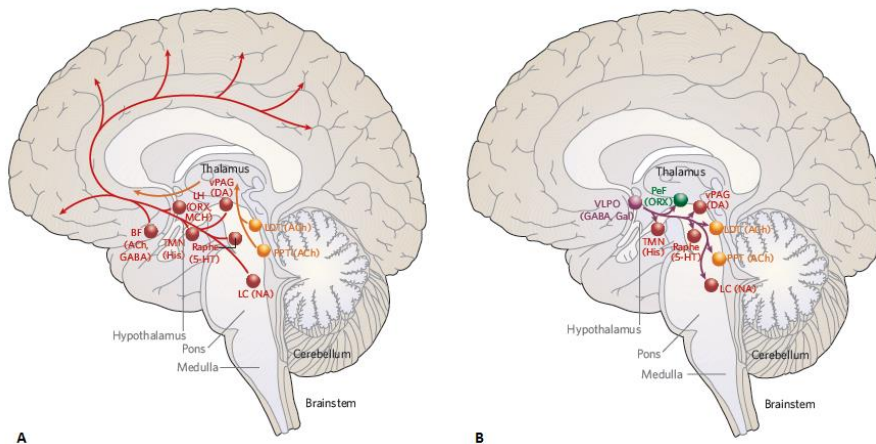 Thalamus
vPAG
(DA)
LH
(ORX,
MCH)
BF
(ACh,
GABA)
TMN
(His)
Raphe
(5-HT)
LDT (ACh)
PPT (ACh)
LC (NA)
Hypothalamus
Pons
Medulla
Cerebellum
Brainstem
A
Thalamus
VLPO
(GABA, Gal)
PeF
(ORX)
vPAG
(DA)
TMN
(His)
Raphe
(5-HT)
LDT (ACh)
PPT (ACh)
LC (NA)
Hypothalamus
Pons
Medulla
Cerebellum
Brainstem
B